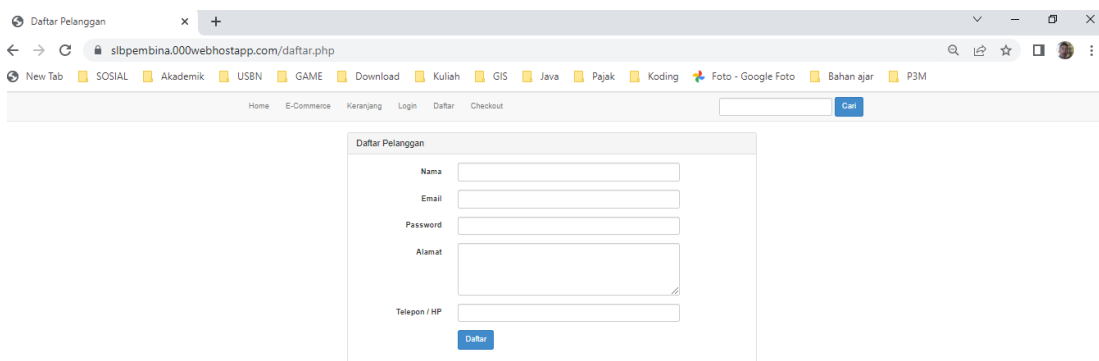 Daftar Pelanggan
slbpembina.000webhostapp.com/daftar.php
New Tab SOSIAL Akademik USBN GAME Download Kuliah GIS Java Pajak Koding Foto - Google Foto Bahan ajar P3M
Home E-Commerce Keranjang Login Daftar Checkout Cari
Daftar Pelanggan
Nama
Email
Password
Alamat
Telepon / HP
Daftar